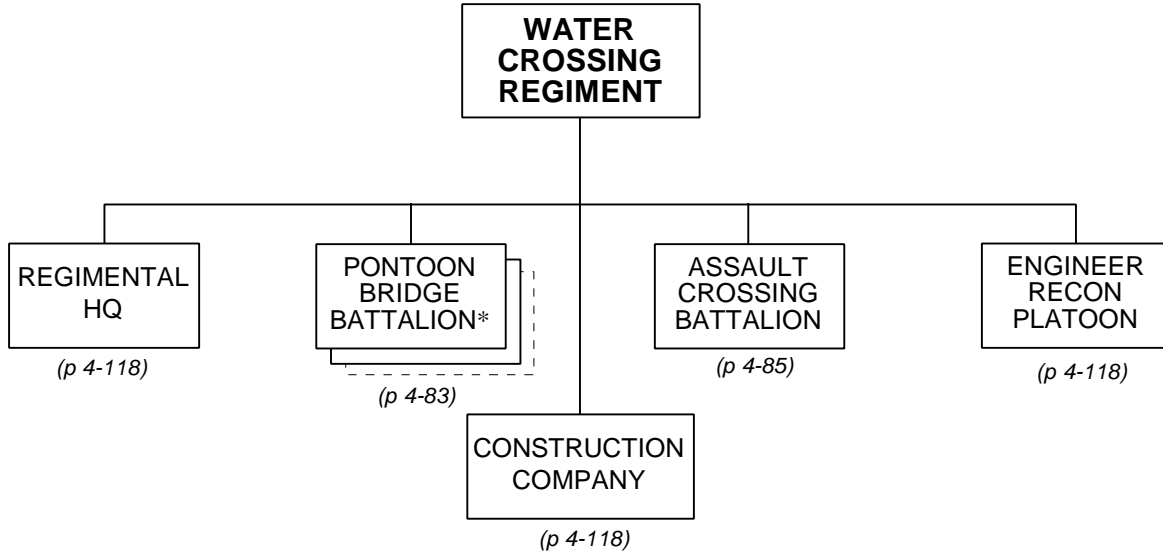 WATER
CROSSING
REGIMENT
REGIMENTAL
HQ
(p 4-118)
PONTOON
BRIDGE
BATTALION*
(p 4-83)
ASSAULT
CROSSING
BATTALION
(p 4-85)
ENGINEER
RECON
PLATOON
(p 4-118)
CONSTRUCTION
COMPANY
(p 4-118)